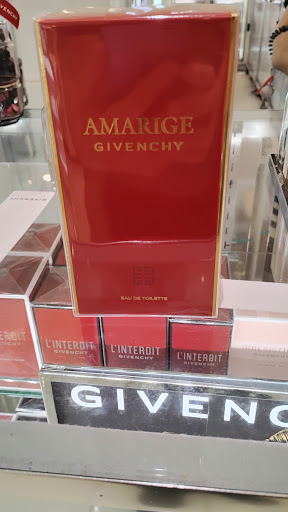 AMARIGE
GIVENCHY
EAU DE TOILETTE
L'INTERDIT
GIVENCHY
L'INTERDIT
GIVENCHY
L'INTERDIT
GIVENCHY
GIVENC